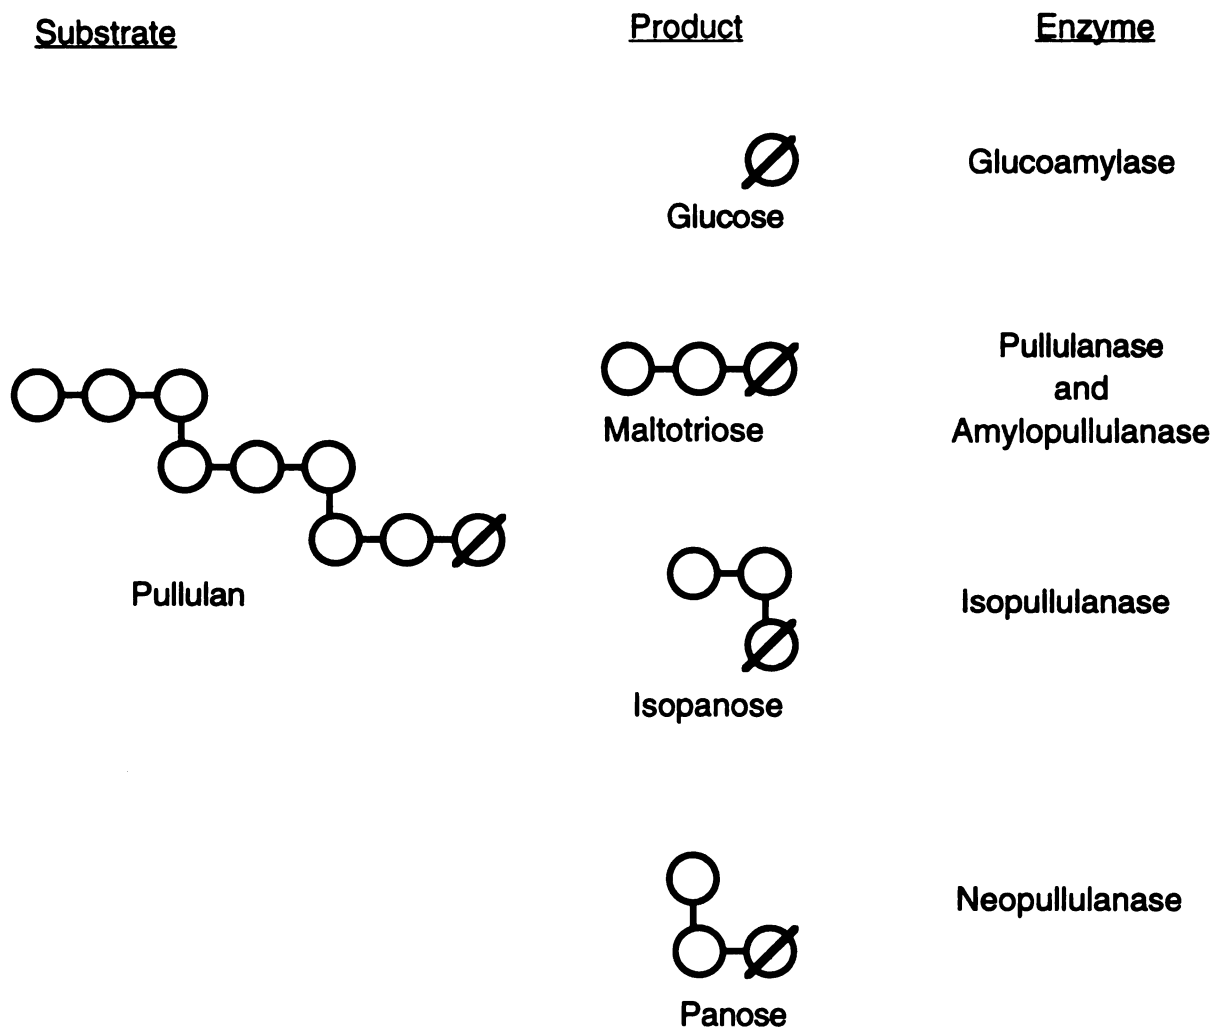 Substrate
Product
Enzyme
Glucose
Glucoamylase
Pullulan
Maltotriose
Pullulanase
and
Amylopullulanase
Isopanose
Isopullulanase
Panose
Neopullulanase